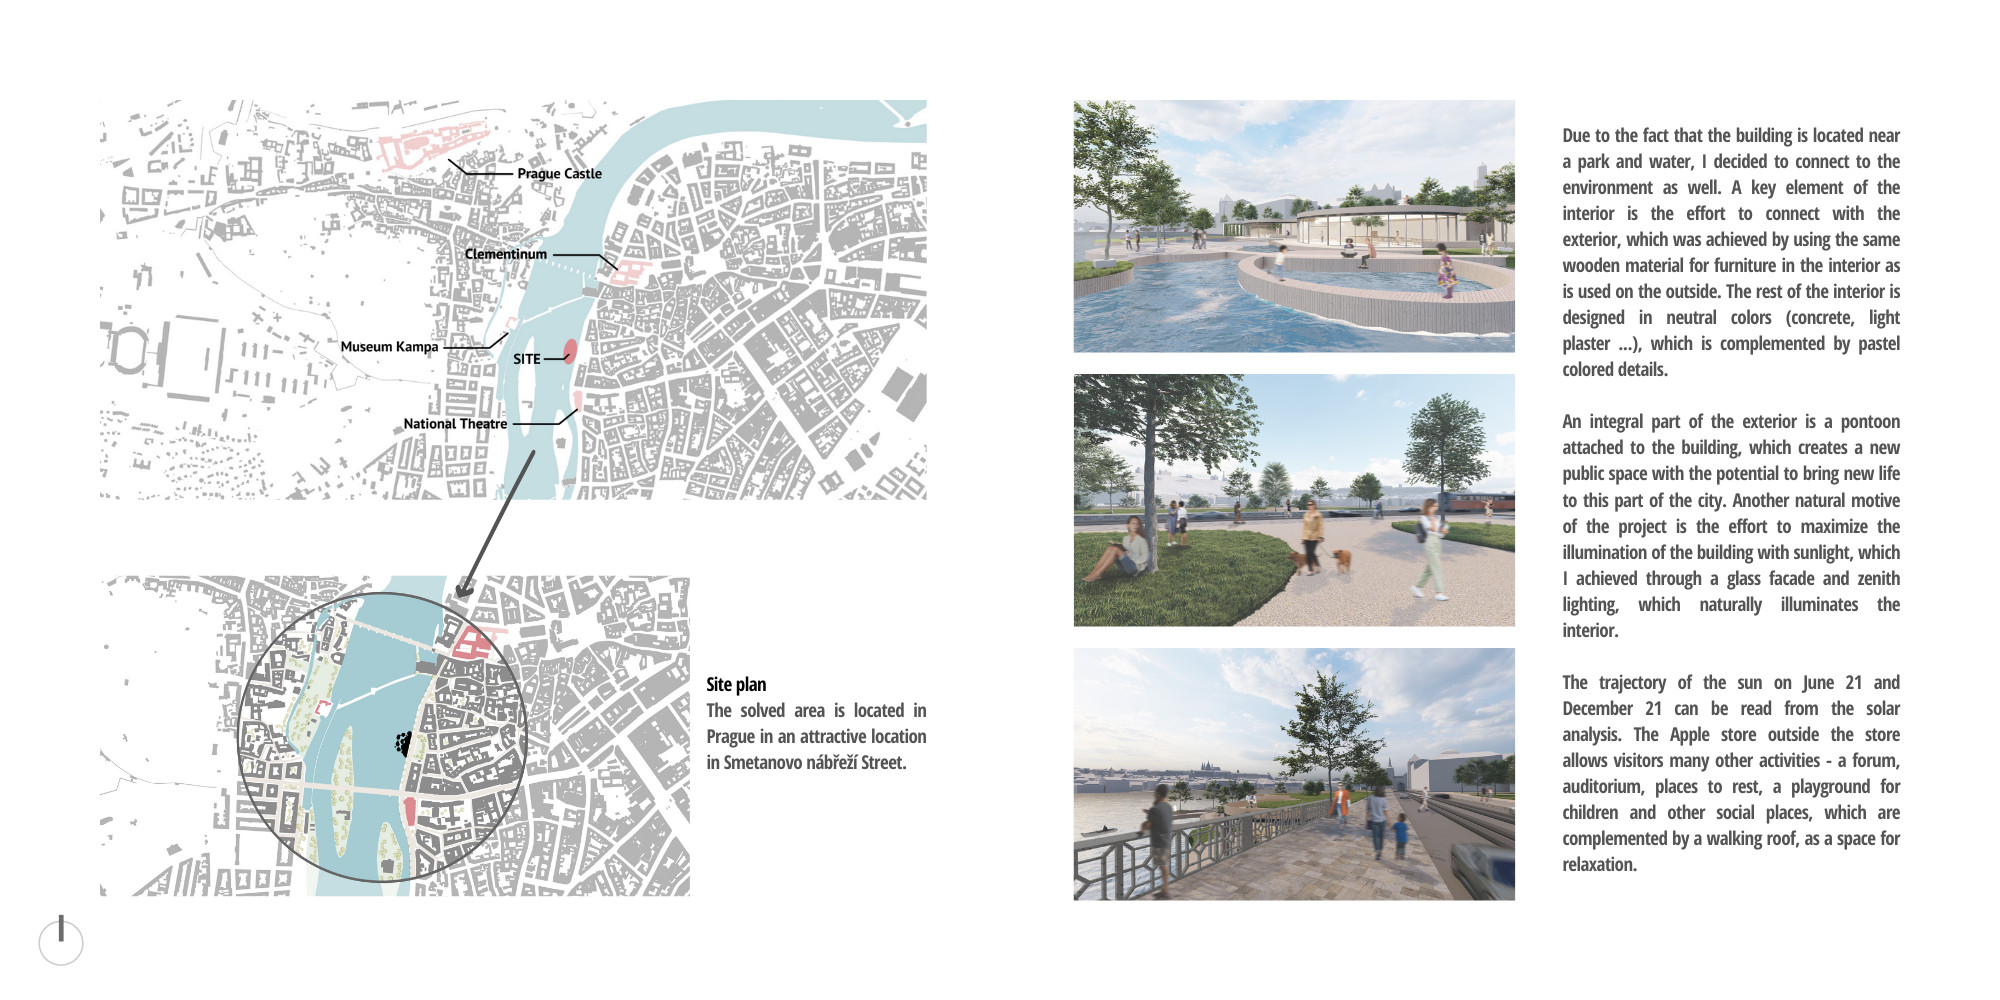 Prague Castle
Clementinum
Museum Kampa
SITE
National Theatre
Site plan
The solved area is located in
Prague in an attractive location
in Smetanovo nábřeží Street.
Due to the fact that the building is located near
a park and water, I decided to connect to the
environment as well. A key element of the
interior is the effort to connect with the
exterior, which was achieved by using the same
wooden material for furniture in the interior as
is used on the outside. The rest of the interior is
designed in neutral colors (concrete, light
plaster ...), which is complemented by pastel
colored details.
An integral part of the exterior is a pontoon
attached to the building, which creates a new
public space with the potential to bring new life
to this part of the city. Another natural motive
of the project is the effort to maximize the
illumination of the building with sunlight, which
I achieved through a glass facade and zenith
lighting, which naturally illuminates the
interior.
The trajectory of the sun on June 21 and
December 21 can be read from the solar
analysis. The Apple store outside the store
allows visitors many other activities - a forum,
auditorium, places to rest, a playground for
children and other social places, which are
complemented by a walking roof, as a space for
relaxation.